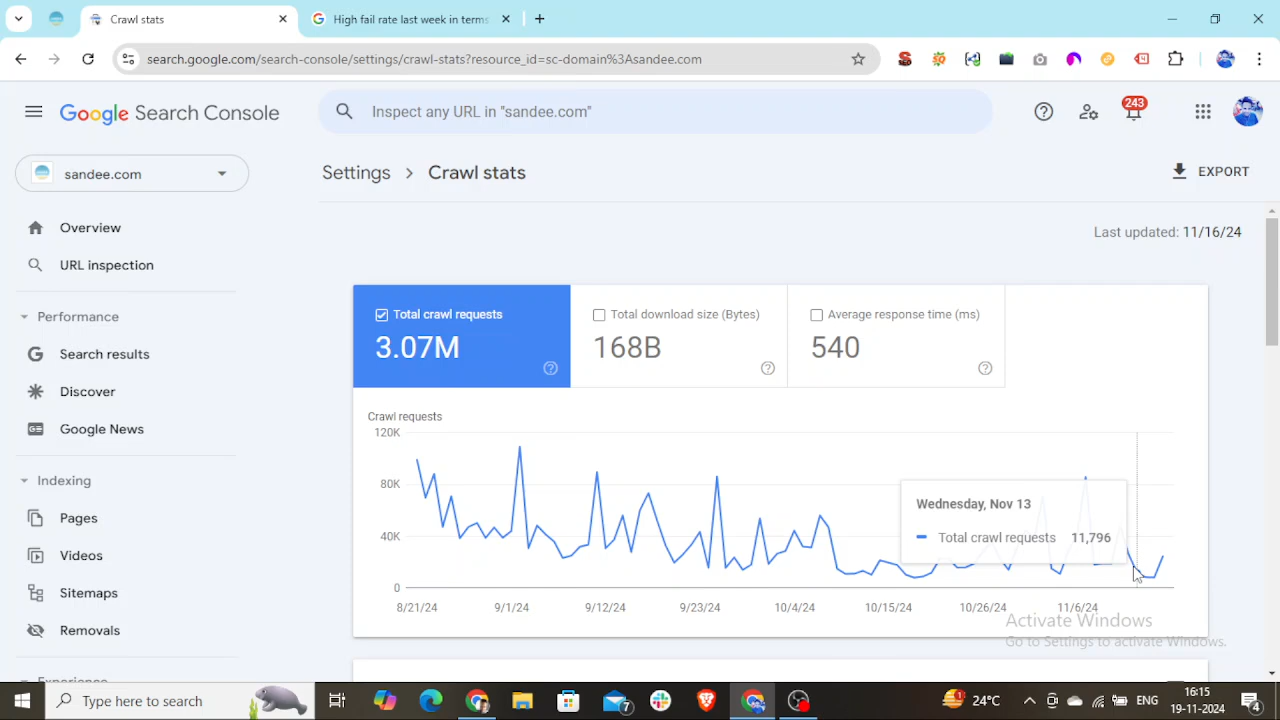 Crawl stats
High fail rate last week in terms
search.google.com/search-console/settings/crawl-stats?resource_id=sc-domain%3Asandee.com
Google Search Console
Inspect any URL in "sandee.com"
243
sandee.com
Settings > Crawl stats
EXPORT
Overview
Last updated: 11/16/24
URL inspection
Performance
Total crawl requests
3.07M
Total download size (Bytes)
168B
Average response time (ms)
540
Search results
Discover
Google News
Crawl requests
120K
80K
40K
0
Wednesday, Nov 13
Total crawl requests 11,796
8/21/24 9/1/24 9/12/24 9/23/24 10/4/24 10/15/24 10/26/24 11/6/24
Indexing
Pages
Videos
Sitemaps
Removals
Experience
Activate Windows
Go to Settings to activate Windows.
Type here to search
7
1
24°C
ENG
16:15
19-11-2024
4